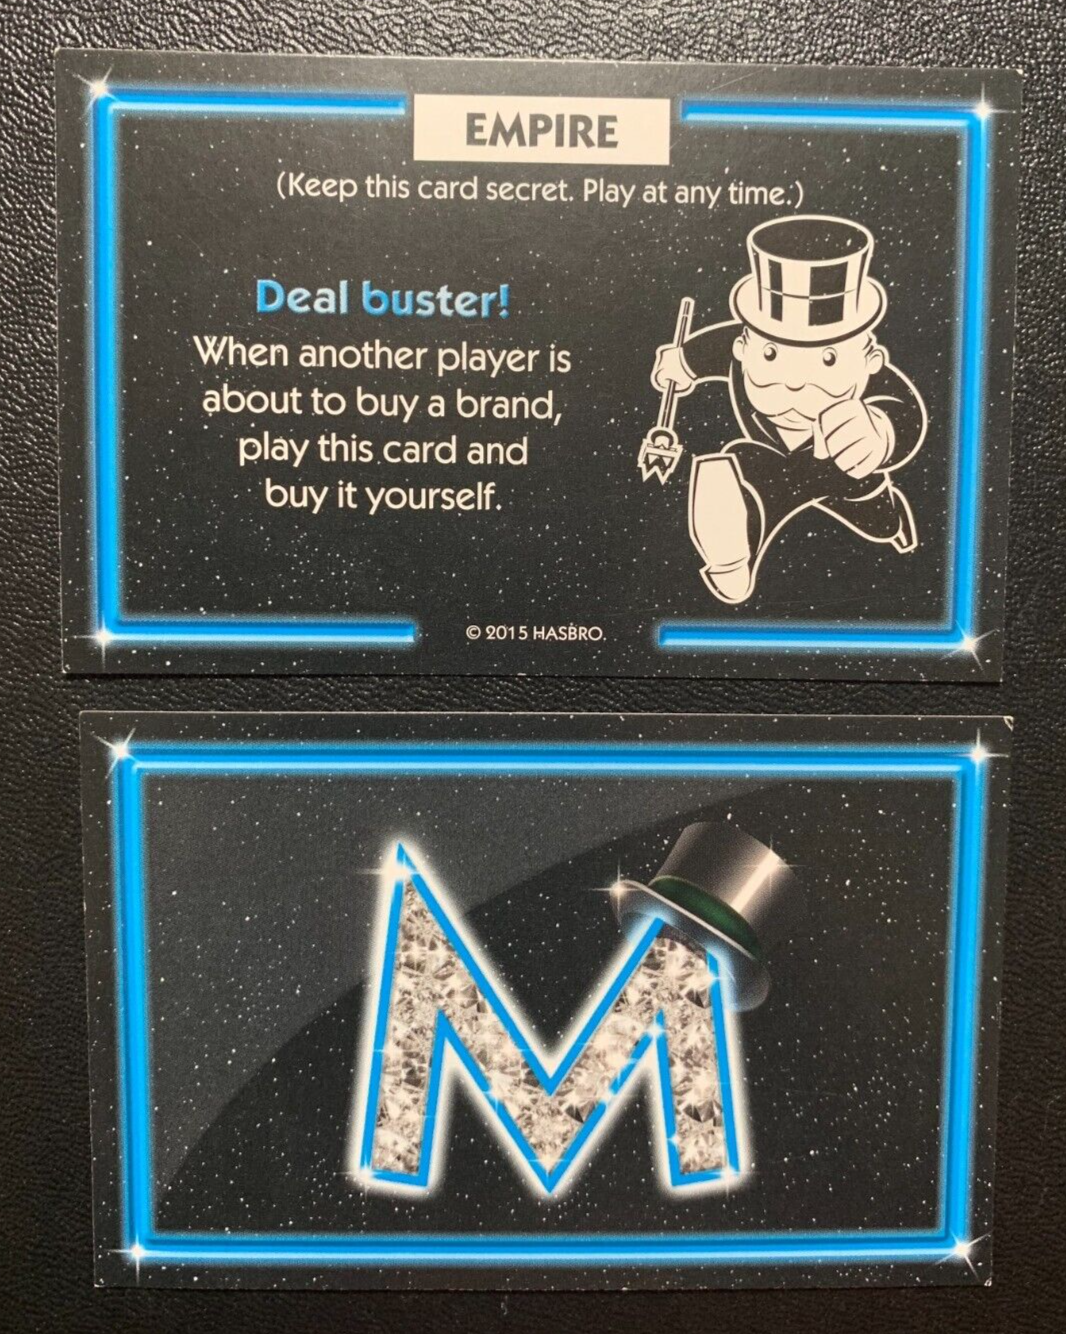 EMPIRE
(Keep this card secret. Play at any time.)
Deal buster!
When another player is
about to buy a brand,
play this card and
buy it yourself.
© 2015 HASBRO.
M